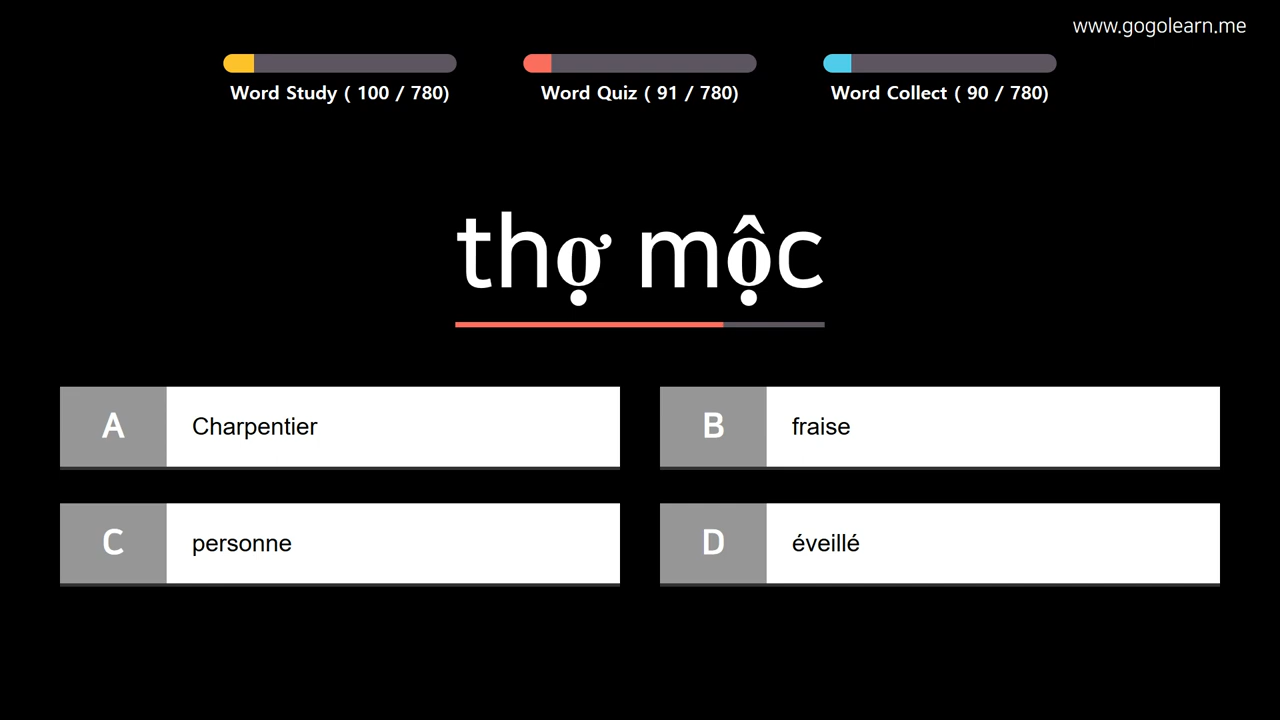 www.gogolearn.me
Word Study ( 100 / 780)
Word Quiz ( 91 / 780)
Word Collect ( 90 / 780)
thợ mộc
A Charpentier
B fraise
C personne
D éveillé